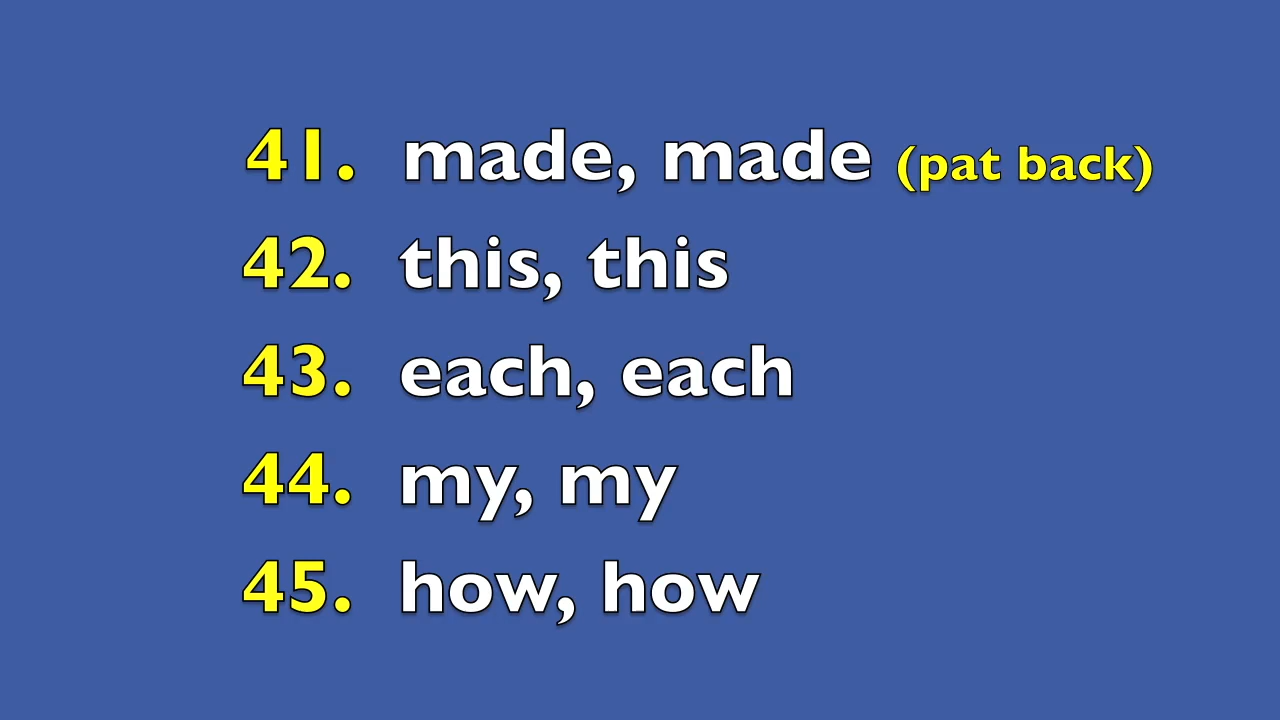 41. made, made (pat back)
42. this, this
43. each, each
44. my, my
45. how, how